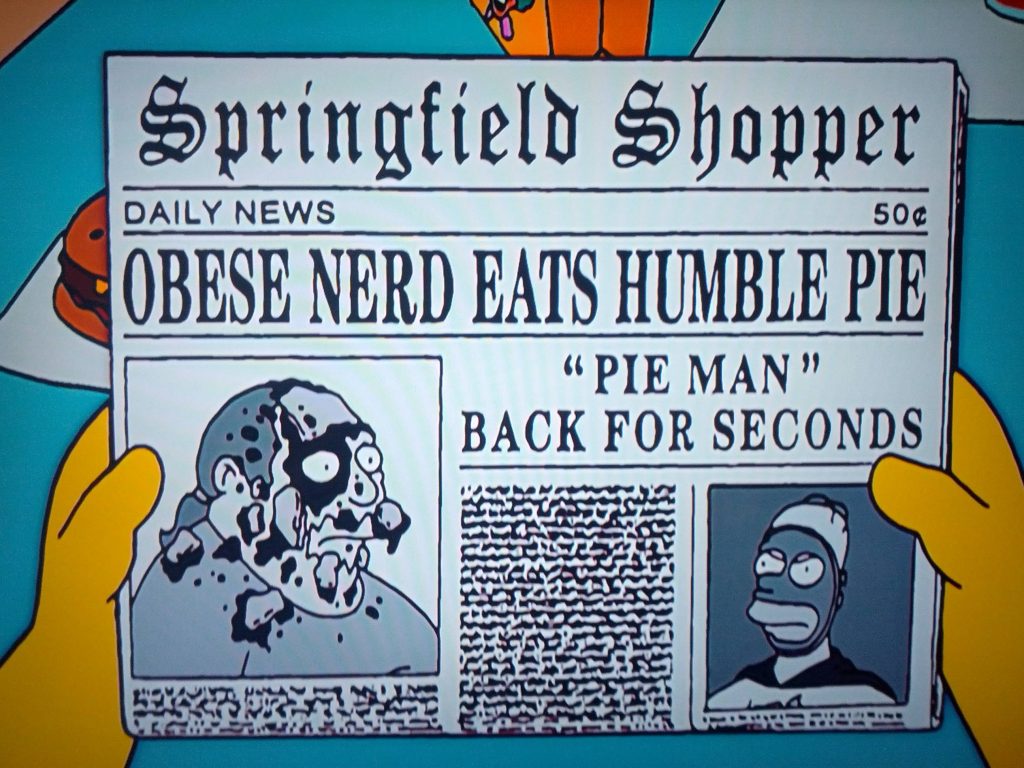 Springfield Shopper
DAILY NEWS 50¢
OBESE NERD EATS HUMBLE PIE
“PIE MAN”
BACK FOR SECONDS